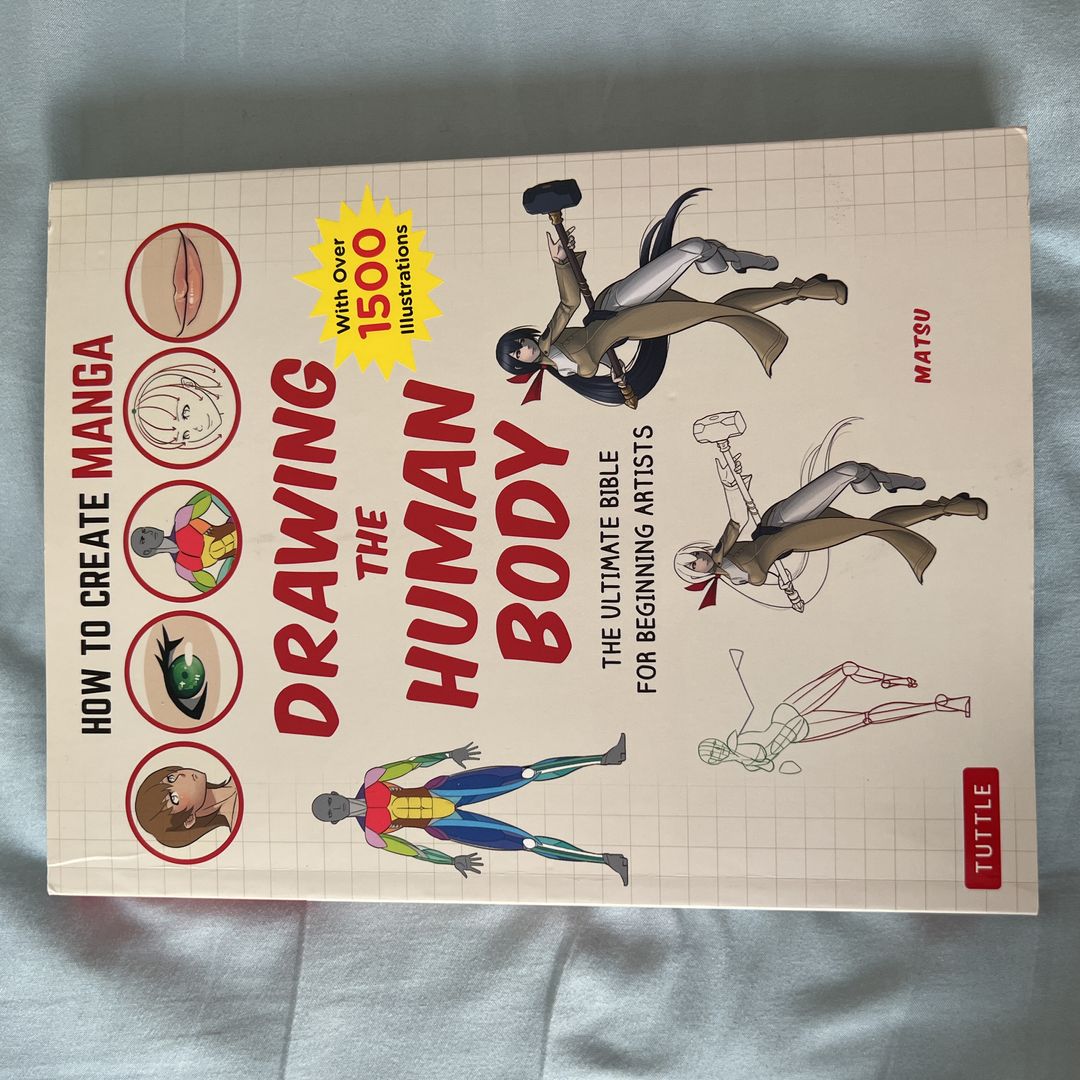 HOW TO CREATE MANGA
With Over
1500
Illustrations
DRAWING
THE
HUMAN
BODY
THE ULTIMATE BIBLE
FOR BEGINNING ARTISTS
MATSU
TUTTLE